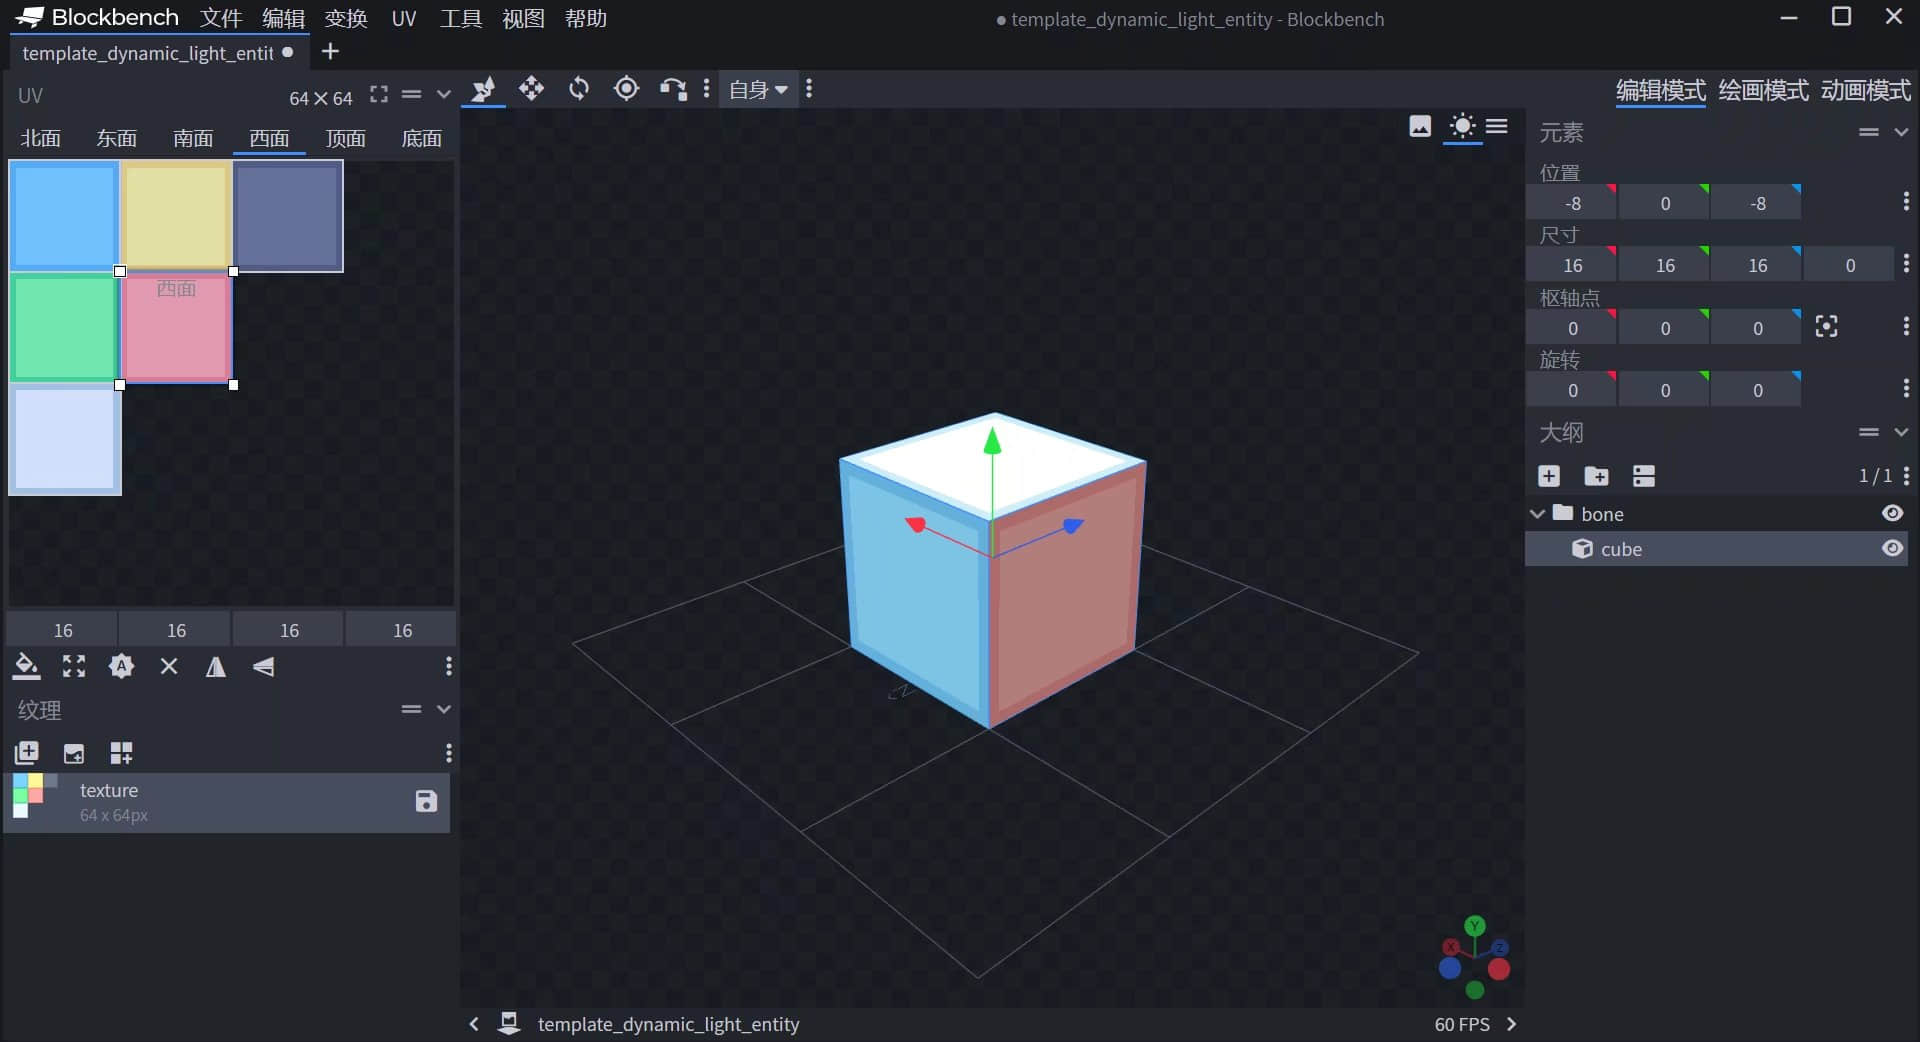 Blockbench 文件 编辑 变换 UV 工具 视图 帮助
● template_dynamic_light_entity - Blockbench
template_dynamic_light_entit ● +
UV 64 × 64
北面 东面 南面 西面 顶面 底面
西面
16 16 16 16
纹理
texture
64 x 64px
自身
Z
Y
X Z
template_dynamic_light_entity
60 FPS
编辑模式 绘画模式 动画模式
元素
位置
-8 0 -8
尺寸
16 16 16 0
枢轴点
0 0 0
旋转
0 0 0
大纲
1 / 1
bone
cube